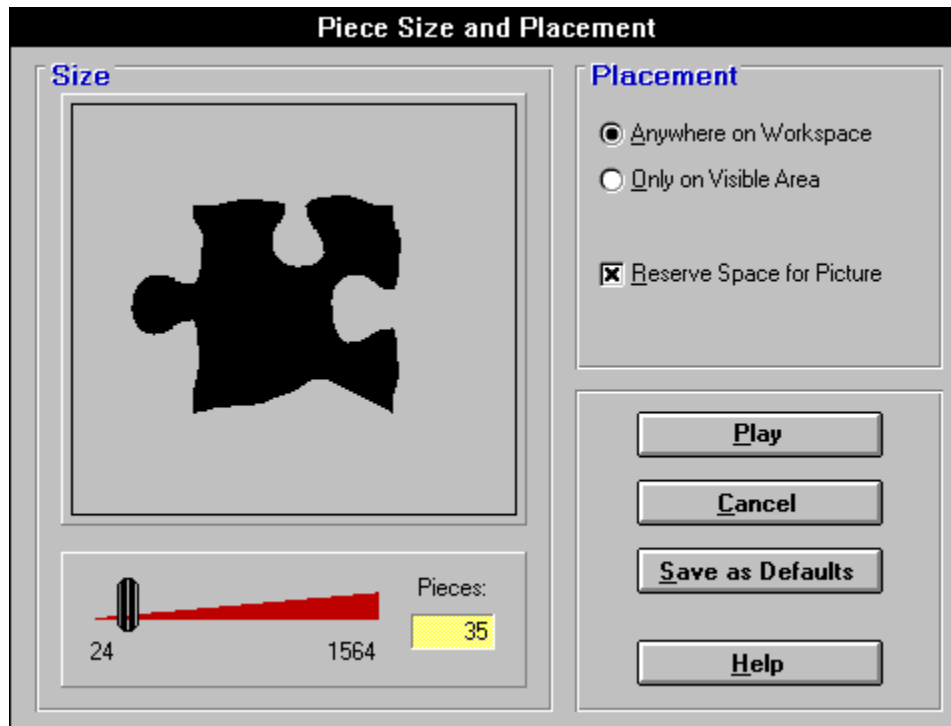 Piece Size and Placement
Size
24
1564
Pieces:
35
Placement
Anywhere on Workspace
Only on Visible Area
Reserve Space for Picture
Play
Cancel
Save as Defaults
Help